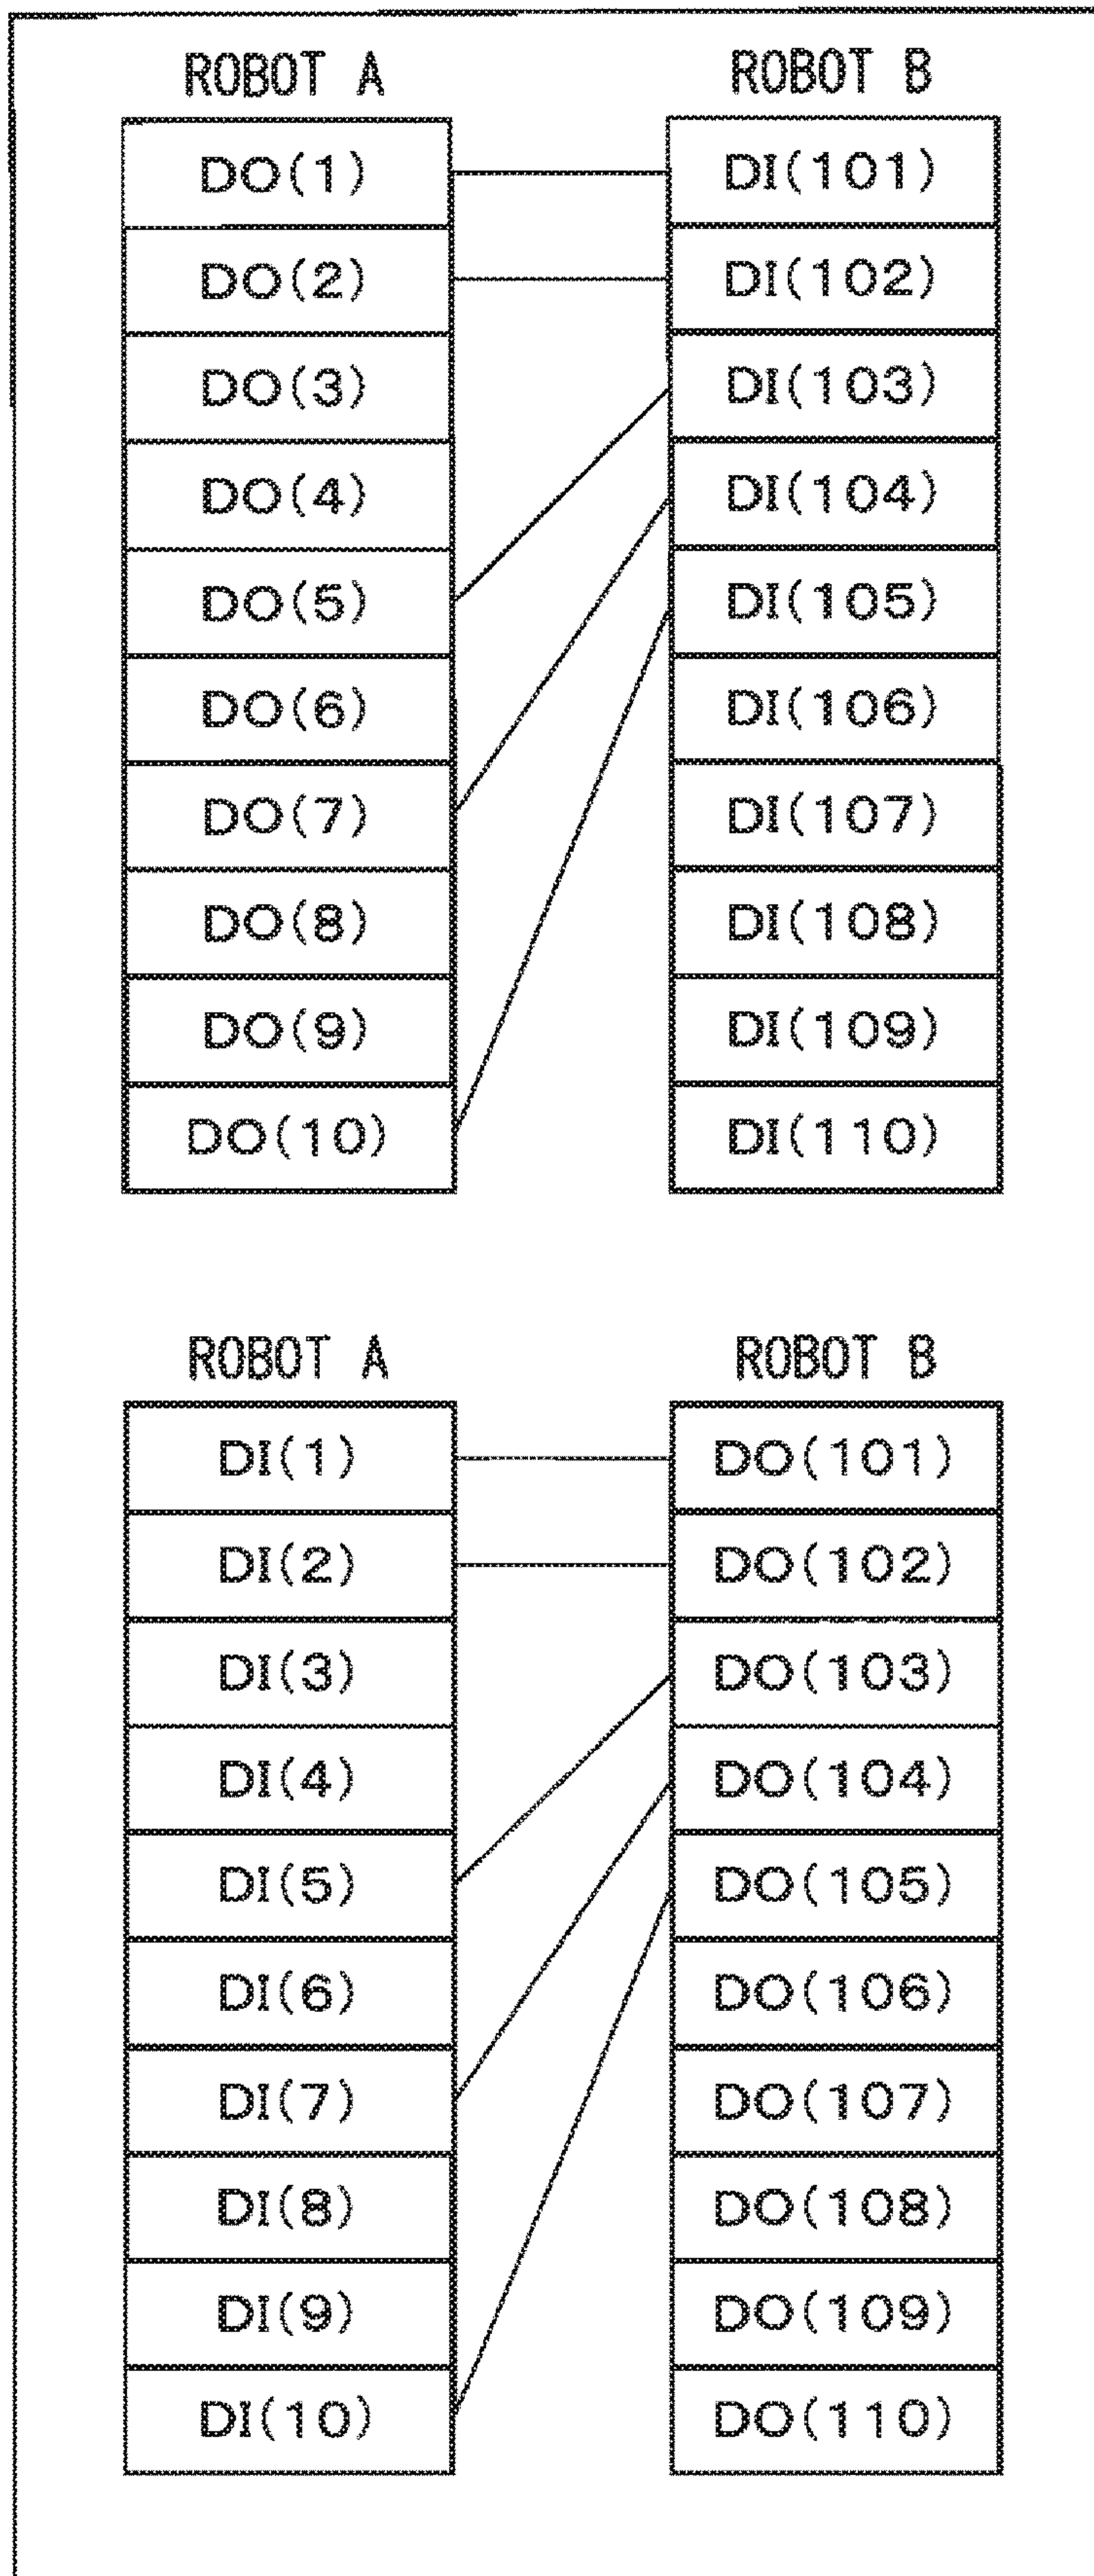 ROBOT A ROBOT B
DO(1) DI(101)
DO(2) DI(102)
DO(3) DI(103)
DO(4) DI(104)
DO(5) DI(105)
DO(6) DI(106)
DO(7) DI(107)
DO(8) DI(108)
DO(9) DI(109)
DO(10) DI(110)
ROBOT A ROBOT B
DI(1) DO(101)
DI(2) DO(102)
DI(3) DO(103)
DI(4) DO(104)
DI(5) DO(105)
DI(6) DO(106)
DI(7) DO(107)
DI(8) DO(108)
DI(9) DO(109)
DI(10) DO(110)